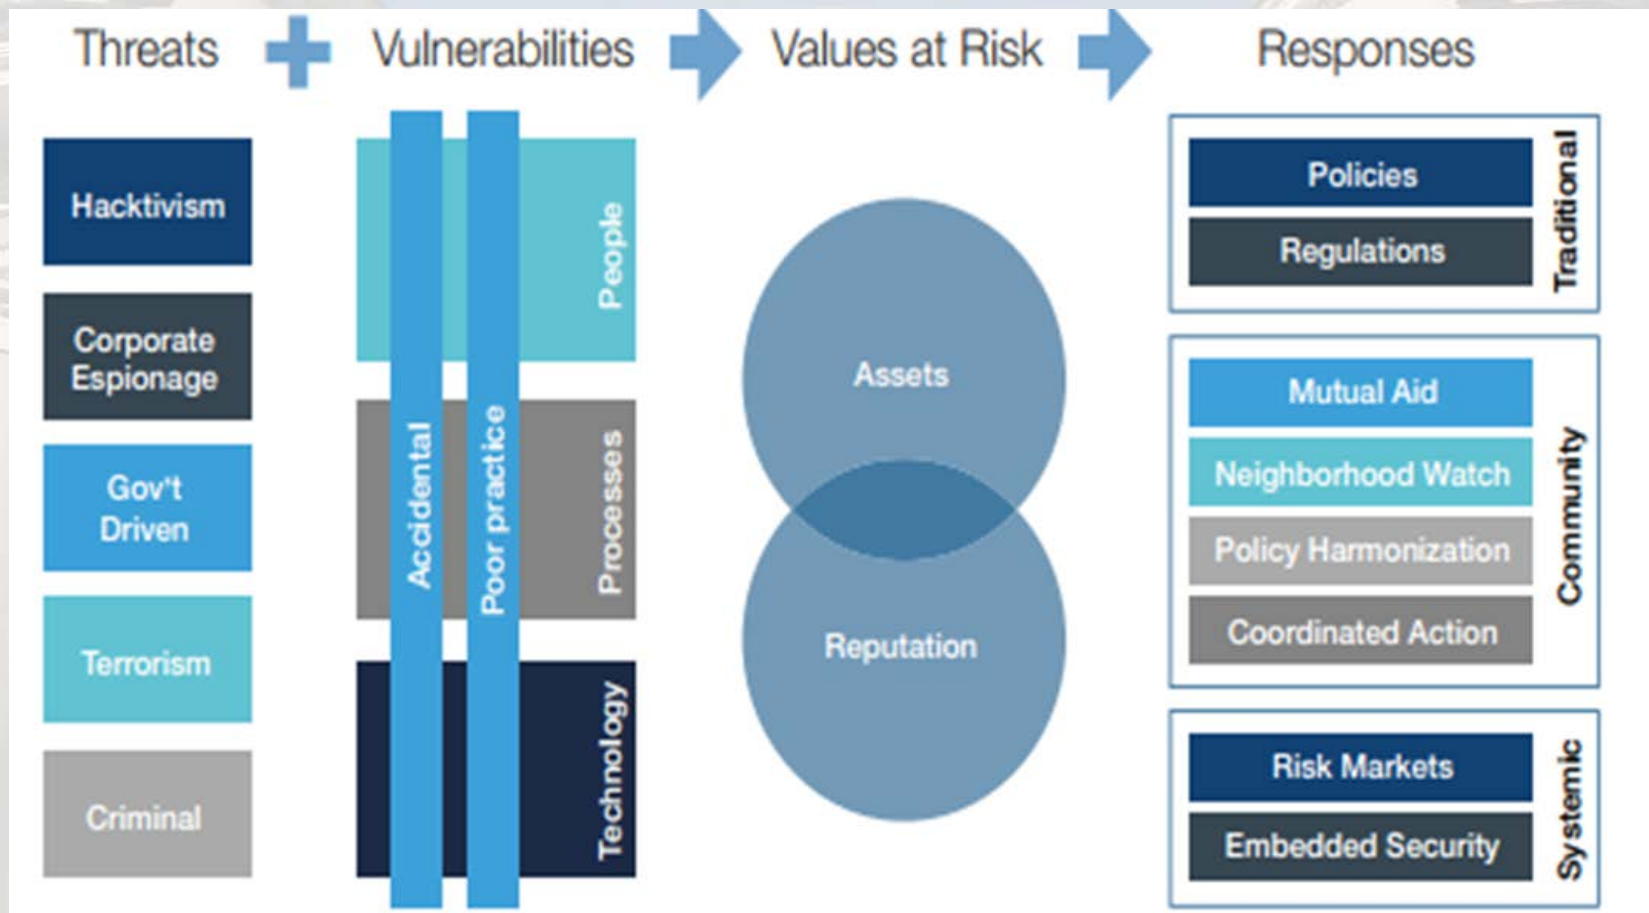 Threats
Vulnerabilities
Values at Risk
Responses
Hacktivism
Corporate
Espionage
Gov't
Driven
Terrorism
Criminal
Accidental
Poor practice
People
Processes
Technology
Assets
Reputation
Policies
Regulations
Traditional
Mutual Aid
Neighborhood Watch
Policy Harmonization
Coordinated Action
Community
Risk Markets
Embedded Security
Systemic